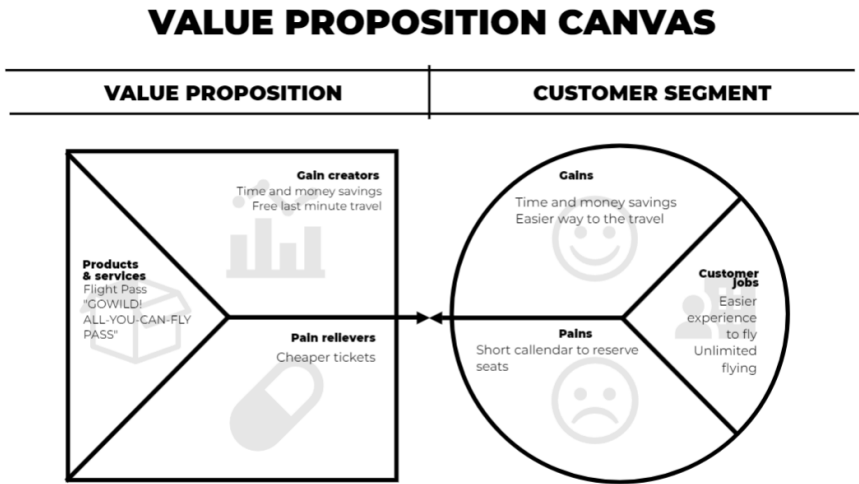 VALUE PROPOSITION CANVAS
VALUE PROPOSITION
CUSTOMER SEGMENT
Gain creators
Time and money savings
Free last minute travel
Products
& services
Flight Pass
"GOWILD!
ALL-YOU-CAN-FLY
PASS"
Pain relievers
Cheaper tickets
Gains
Time and money savings
Easier way to the travel
Customer
Jobs
Easier
experience
to fly
Unlimited
flying
Pains
Short callendar to reserve
seats